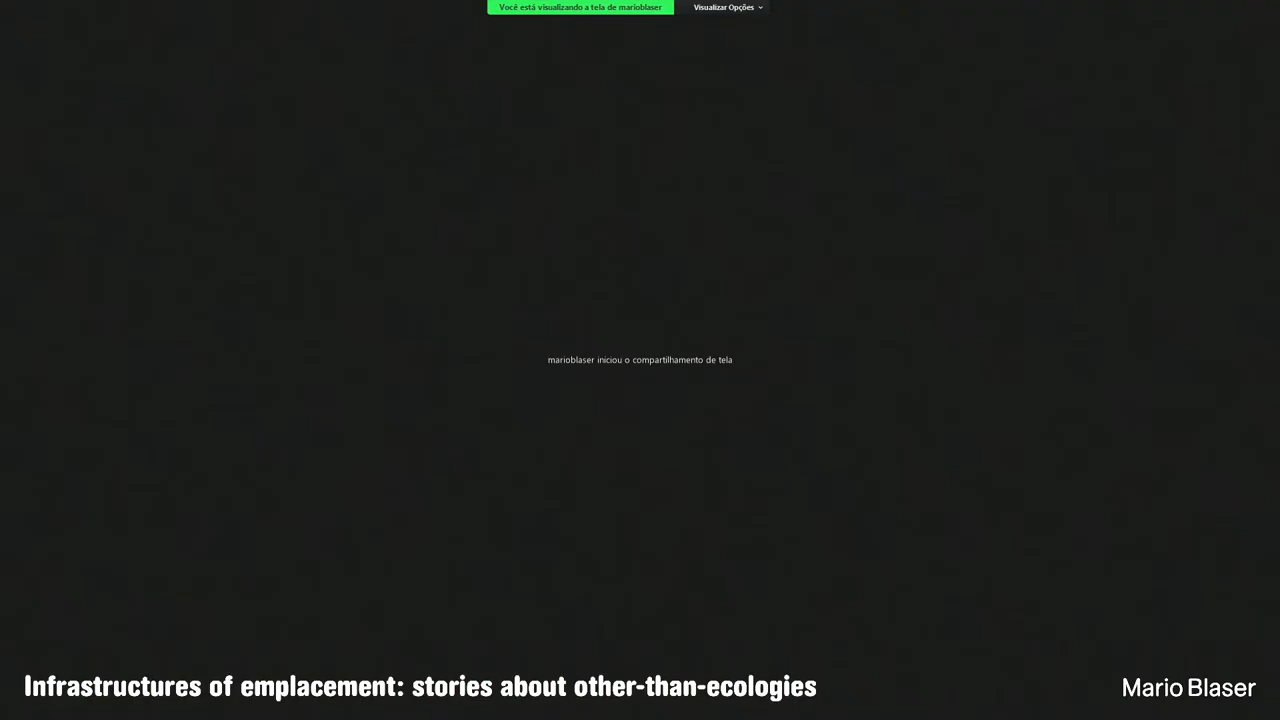 Você está visualizando a tela de marioblaser
Visualizar Opções
marioblaser iniciou o compartilhamento de tela
Infrastructures of emplacement: stories about other-than-ecologies
Mario Blaser